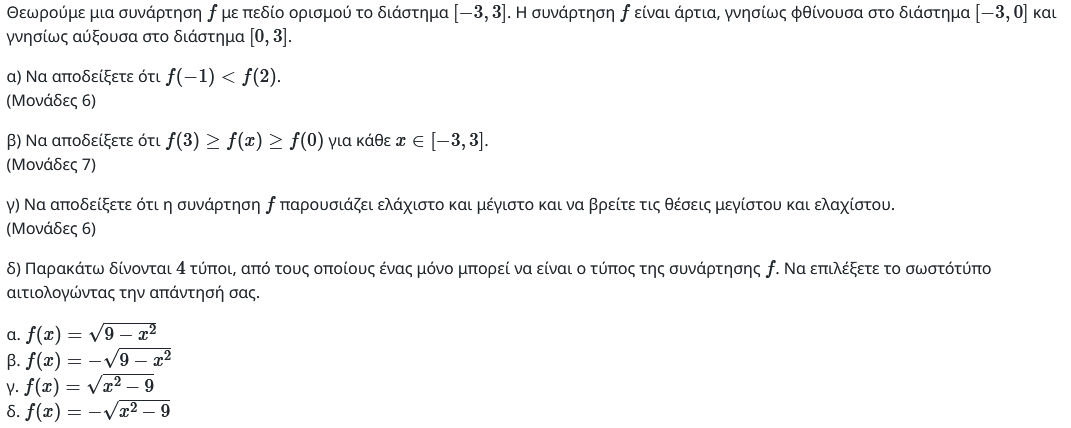 Θεωρούμε μια συνάρτηση f με πεδίο ορισμού το διάστημα [−3, 3]. Η συνάρτηση f είναι άρτια, γνησίως φθίνουσα στο διάστημα [−3, 0] και
γνησίως αύξουσα στο διάστημα [0, 3].
α) Να αποδείξετε ότι f(−1) < f(2).
(Μονάδες 6)
β) Να αποδείξετε ότι f(3) ≥ f(x) ≥ f(0) για κάθε x ∈ [−3, 3].
(Μονάδες 7)
γ) Να αποδείξετε ότι η συνάρτηση f παρουσιάζει ελάχιστο και μέγιστο και να βρείτε τις θέσεις μεγίστου και ελαχίστου.
(Μονάδες 6)
δ) Παρακάτω δίνονται 4 τύποι, από τους οποίους ένας μόνο μπορεί να είναι ο τύπος της συνάρτησης f. Να επιλέξετε το σωστότύπο
αιτιολογώντας την απάντησή σας.
α. f(x) = √(9 − x²)
β. f(x) = −√(9 − x²)
γ. f(x) = √(x² − 9)
δ. f(x) = −√(x² − 9)